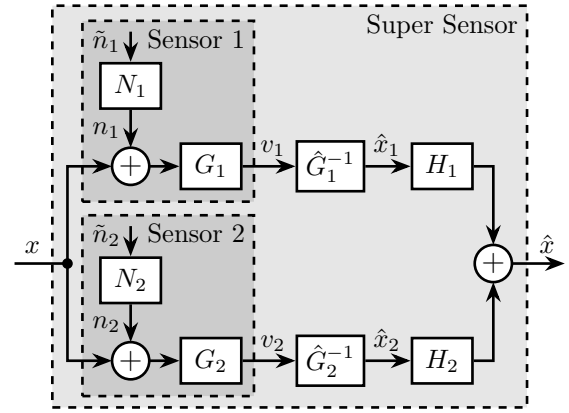 Super Sensor
ñ₁ Sensor 1
N₁
n₁
G₁ v₁ Ĝ₁⁻¹ x̂₁ H₁
+
ñ₂ Sensor 2
x N₂ + x̂
n₂
G₂ v₂ Ĝ₂⁻¹ x̂₂ H₂
+